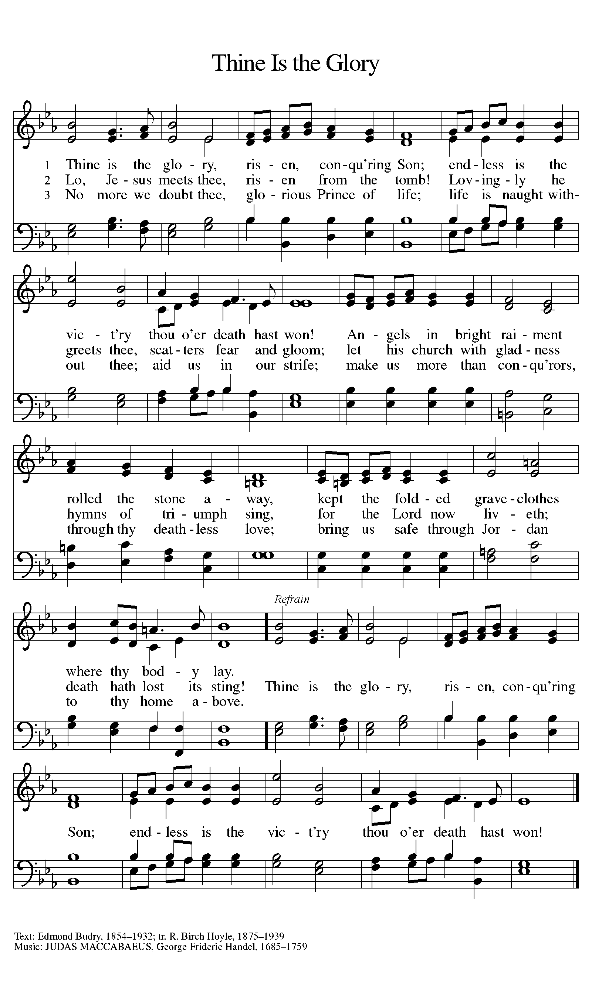 Thine Is the Glory
1 Thine is the glo - ry, ris - en, con - qu’ring Son; end - less is the
2 Lo, Je - sus meets thee, ris - en from the tomb! Lov - ing - ly he
3 No more we doubt thee, glo - rious Prince of life; life is naught with-
vic - t’ry thou o’er death hast won! An - gels in bright rai - ment
greets thee, scat - ters fear and gloom; let his church with glad - ness
out thee; aid us in our strife; make us more than con - qu’rors,
rolled the stone a - way, kept the fold - ed grave - clothes
hymns of tri - umph sing, for the Lord now liv - eth;
through thy death - less love; bring us safe through Jor - dan
Refrain
where thy bod - y lay.
death hath lost its sting! Thine is the glo - ry, ris - en, con - qu’ring
to thy home a - bove.
Son; end - less is the vic - t’ry thou o’er death hast won!
Text: Edmond Budry, 1854–1932; tr. R. Birch Hoyle, 1875–1939
Music: JUDAS MACCABAEUS, George Frideric Handel, 1685–1759